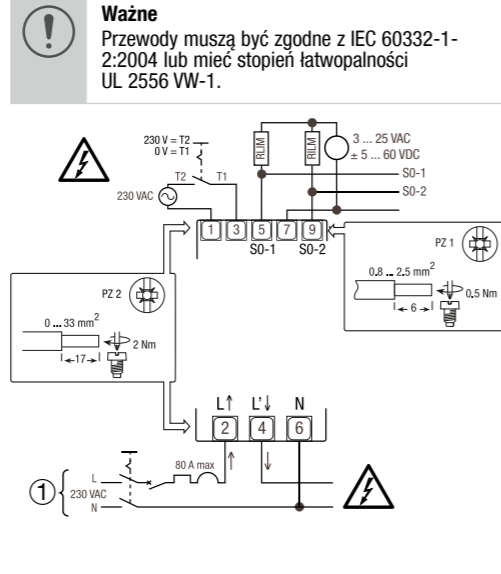 Ważne
Przewody muszą być zgodne z IEC 60332-1-
2:2004 lub mieć stopień łatwopalności
UL 2556 VW-1.
230 V = T2
0 V = T1
T2 T1
230 VAC
RLIM
RILM
3 ... 25 VAC
± 5 ... 60 VDC
S0-1
S0-2
1 3 5 7 9
S0-1 S0-2
PZ 1
0.8 ... 2.5 mm2
6
0.5 Nm
PZ 2
0 ... 33 mm2
17
2 Nm
L↑ L'↓ N
2 4 6
80 A max
1
L
230 VAC
N